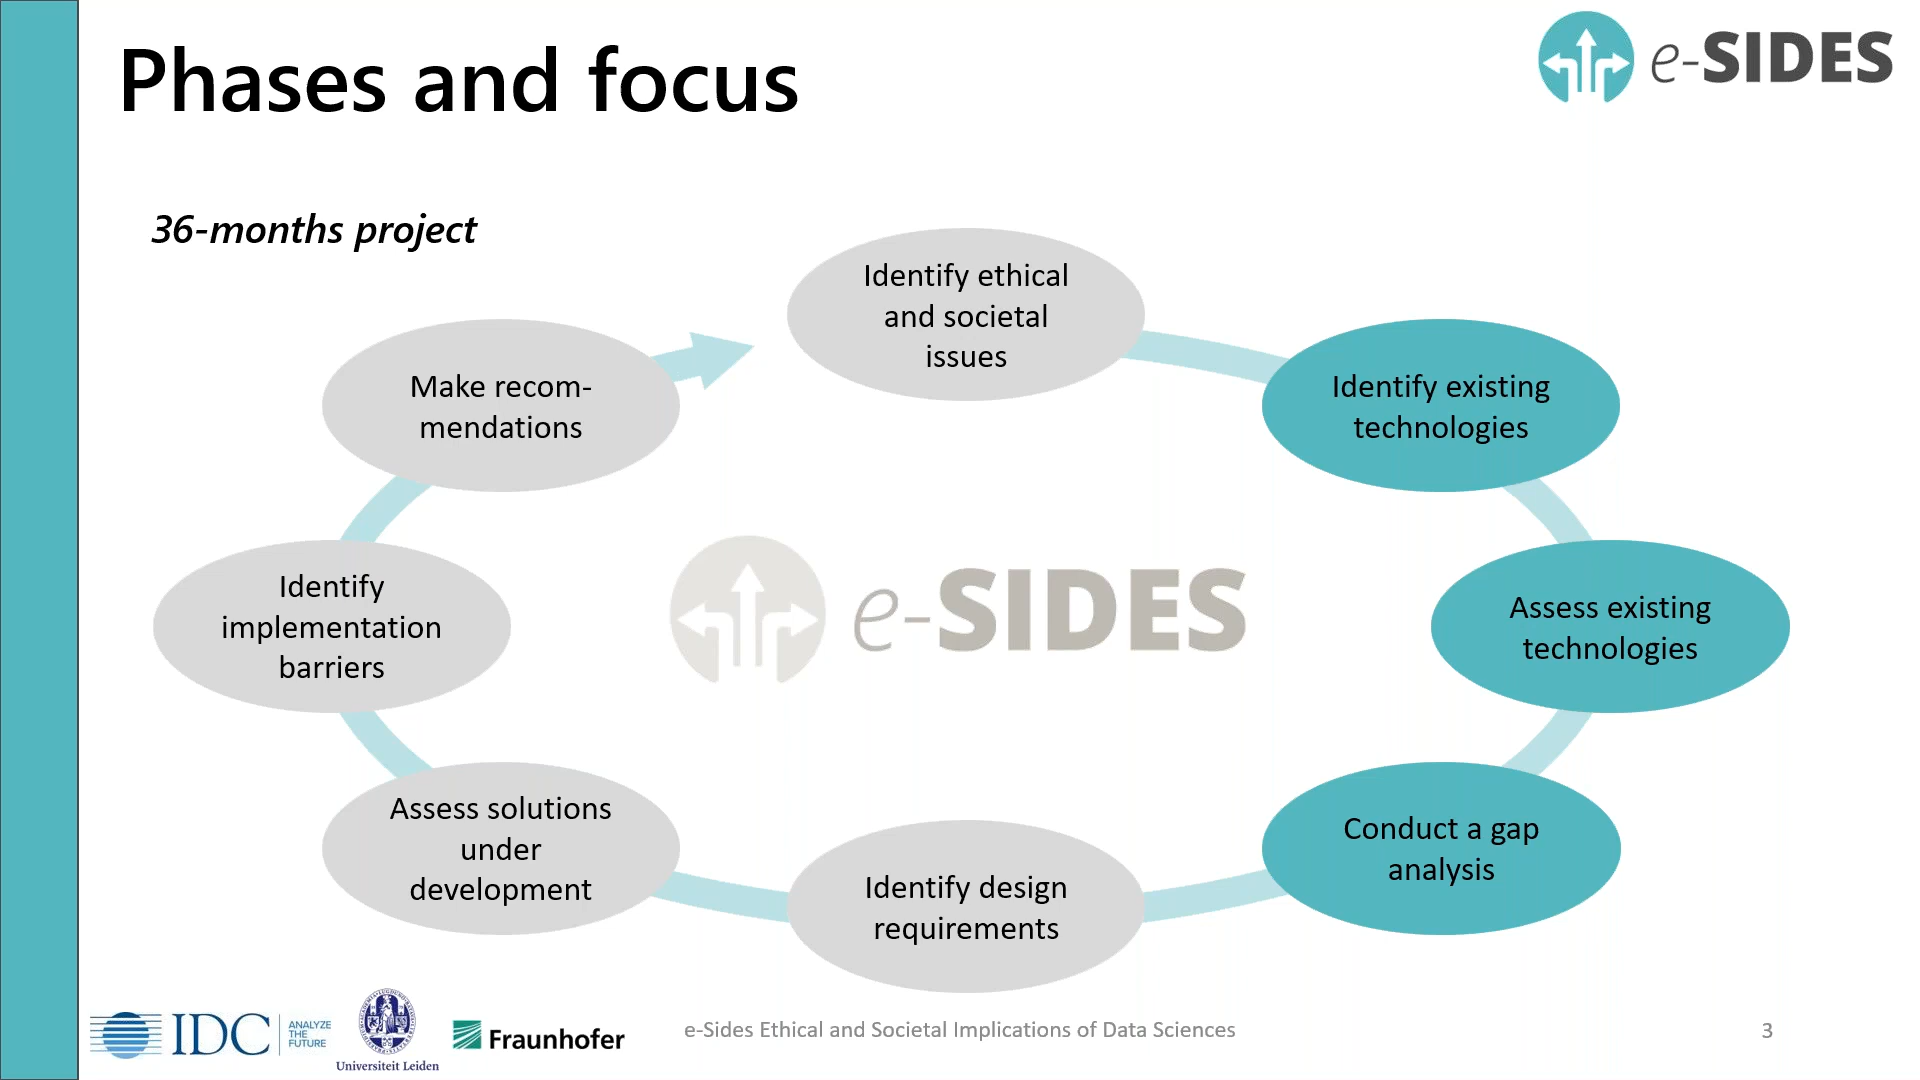 Phases and focus
e-SIDES
36-months project
Identify ethical
and societal
issues
Identify existing
technologies
Assess existing
technologies
Conduct a gap
analysis
Identify design
requirements
Assess solutions
under
development
Identify
implementation
barriers
Make recom-
mendations
e-SIDES
IDC
ANALYZE
THE
FUTURE
Universiteit Leiden
Fraunhofer
e-Sides Ethical and Societal Implications of Data Sciences
3